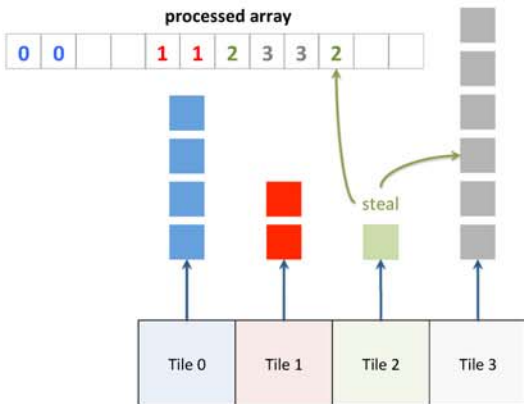 processed array
0 0 1 1 2 3 3 2
steal
Tile 0 Tile 1 Tile 2 Tile 3